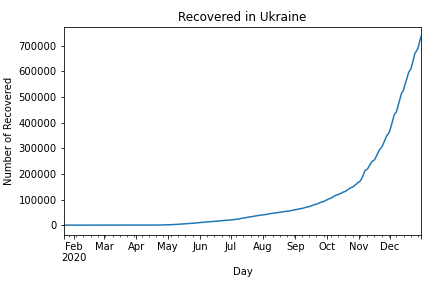 Recovered in Ukraine
Number of Recovered
700000
600000
500000
400000
300000
200000
100000
0
Feb Mar Apr May Jun Jul Aug Sep Oct Nov Dec
2020
Day